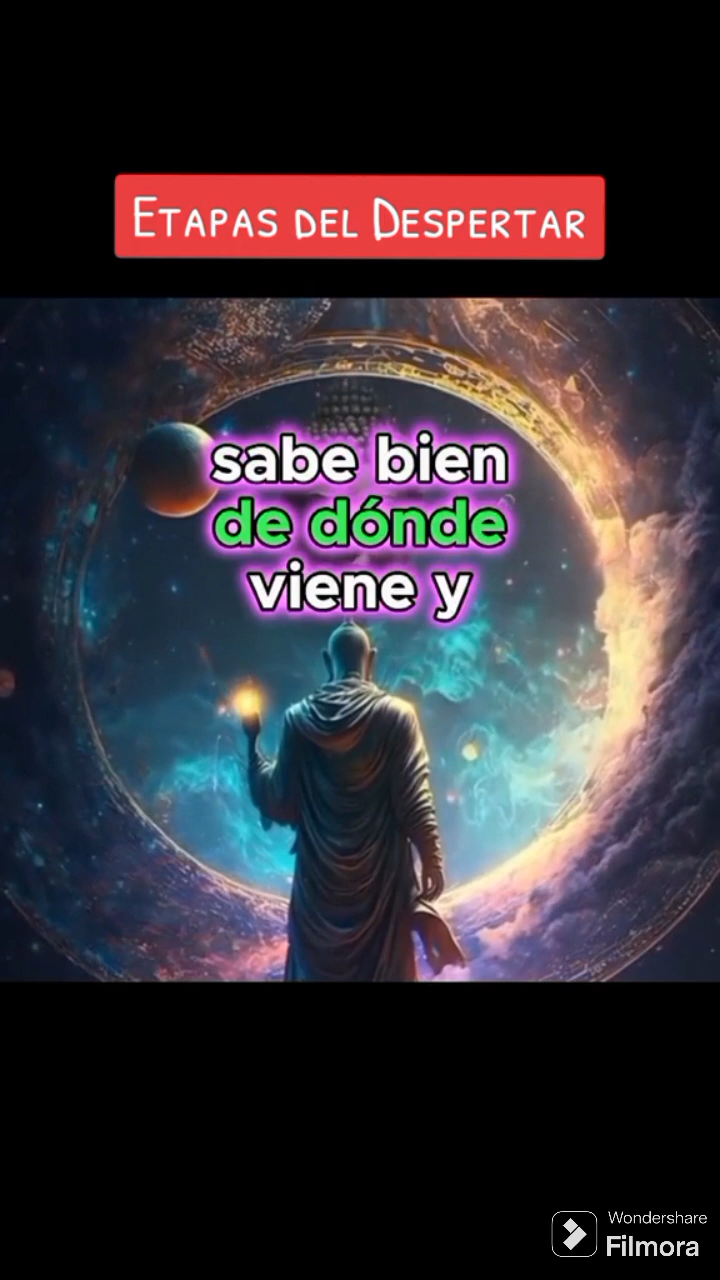 Etapas del Despertar
sabe bien
de dónde
viene y
Wondershare
Filmora